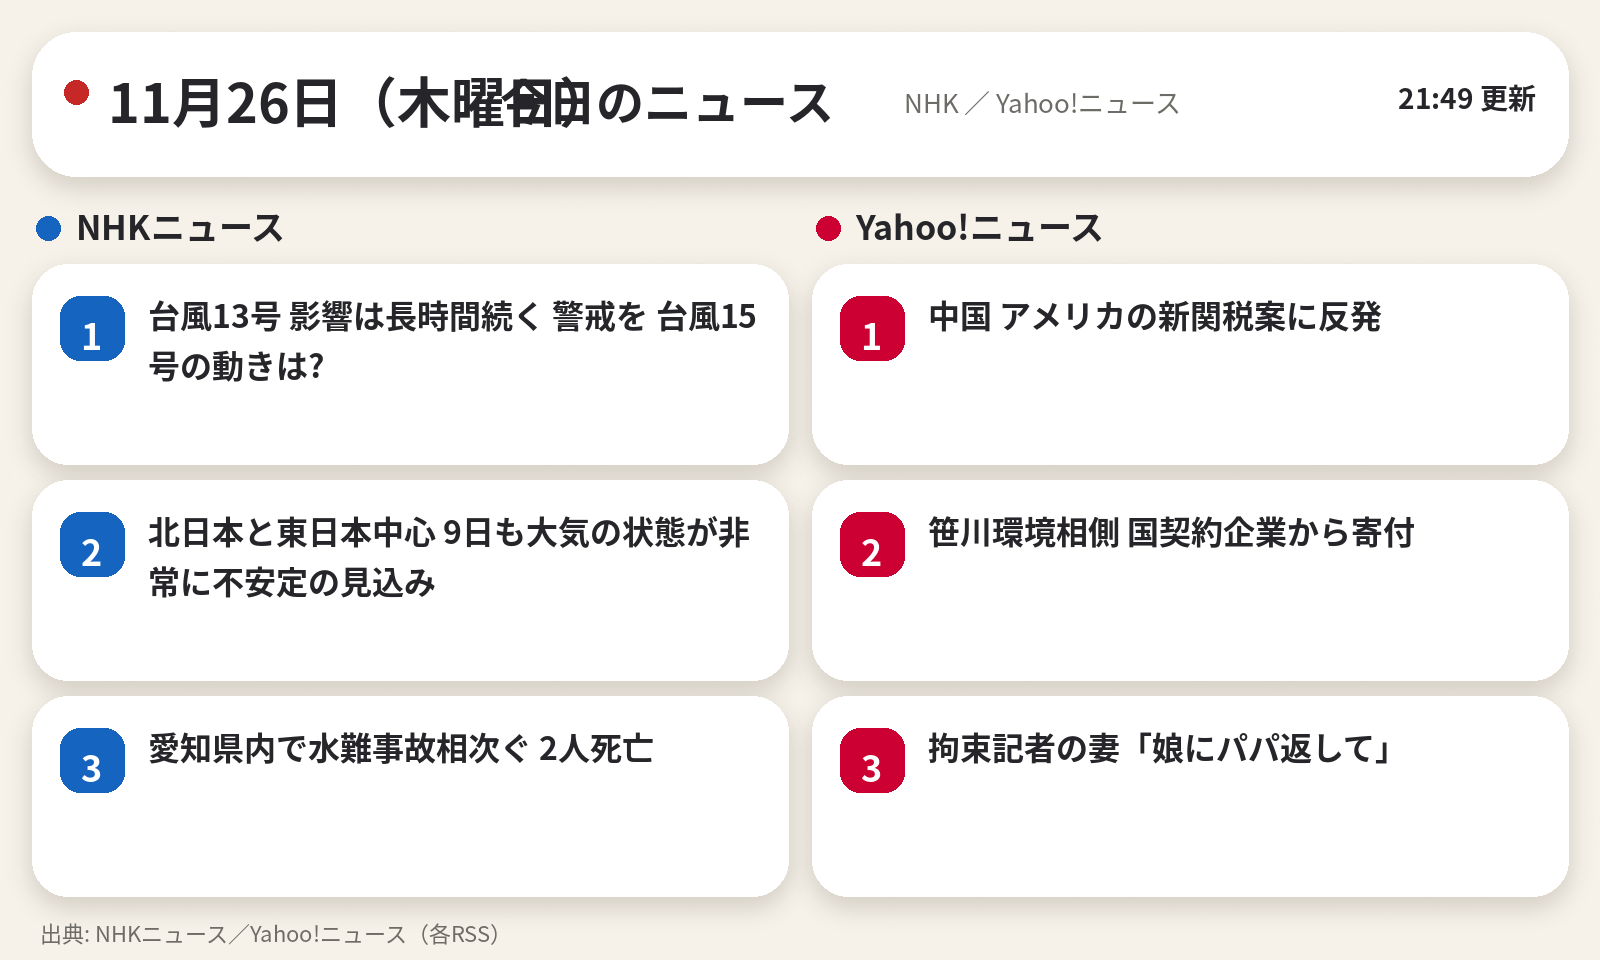 11月26日（木曜日）今日のニュース
NHK ／ Yahoo!ニュース
21:49 更新
NHKニュース
1
台風13号 影響は長時間続く 警戒を 台風15
号の動きは?
2
北日本と東日本中心 9日も大気の状態が非
常に不安定の見込み
3
愛知県内で水難事故相次ぐ 2人死亡
Yahoo!ニュース
1
中国 アメリカの新関税案に反発
2
笹川環境相側 国契約企業から寄付
3
拘束記者の妻「娘にパパ返して」
出典: NHKニュース／Yahoo!ニュース（各RSS）